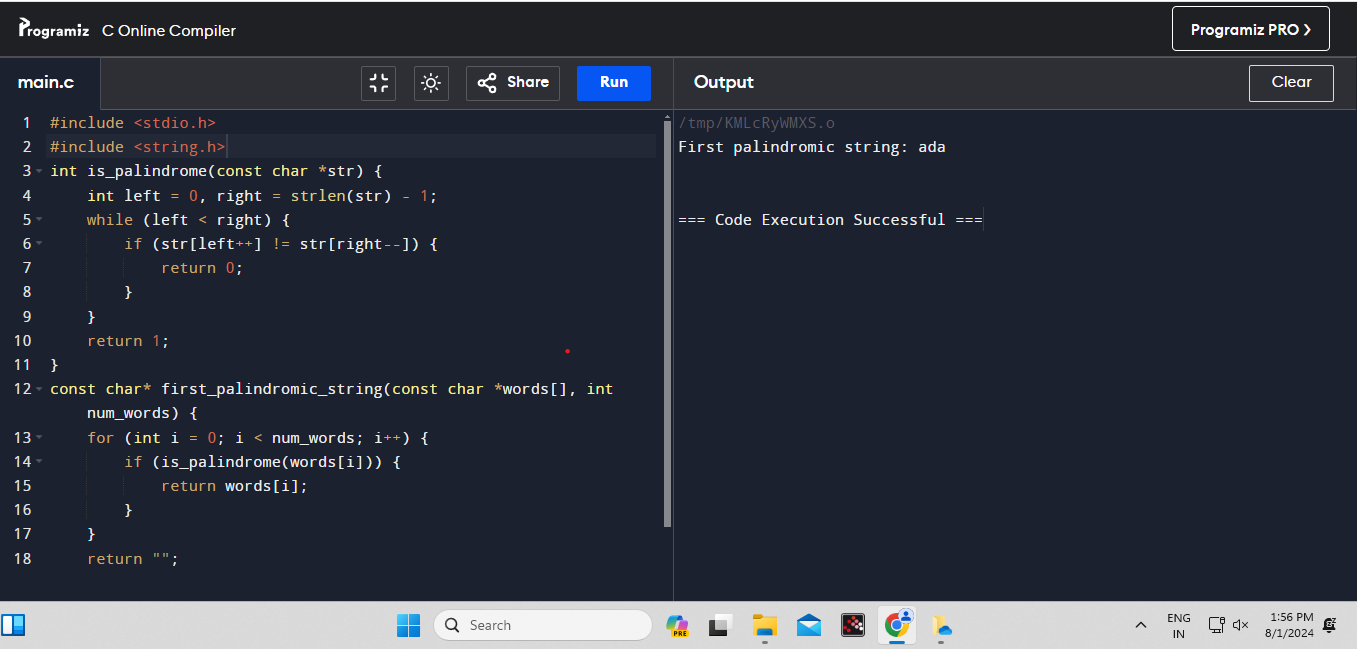 Programiz C Online Compiler
Programiz PRO ❯
main.c
Share
Run
Output
Clear
1 #include <stdio.h>
2 #include <string.h>
3 int is_palindrome(const char *str) {
4     int left = 0, right = strlen(str) - 1;
5     while (left < right) {
6         if (str[left++] != str[right--]) {
7             return 0;
8         }
9     }
10     return 1;
11 }
12 const char* first_palindromic_string(const char *words[], int
num_words) {
13     for (int i = 0; i < num_words; i++) {
14         if (is_palindrome(words[i])) {
15             return words[i];
16         }
17     }
18     return "";
/tmp/KMLcRyWMXS.o
First palindromic string: ada
=== Code Execution Successful ===
Search
PRE
ENG
IN
1:56 PM
8/1/2024